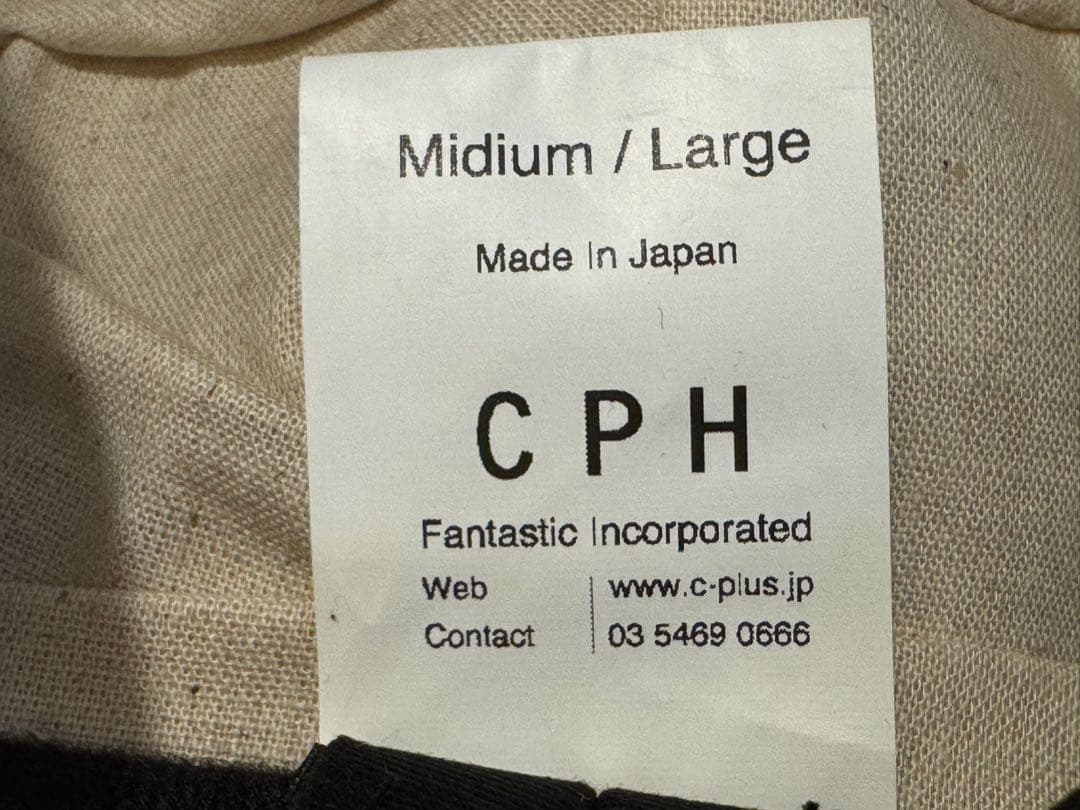 Midium / Large
Made In Japan
C P H
Fantastic Incorporated
Web www.c-plus.jp
Contact 03 5469 0666